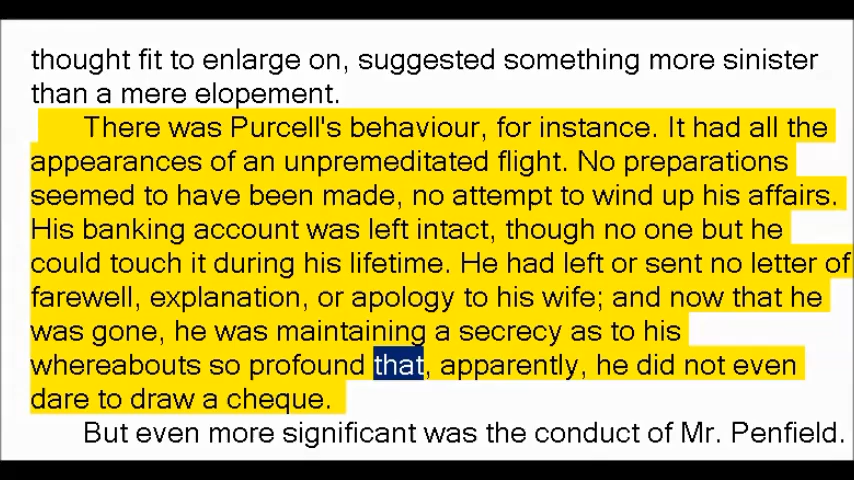 thought fit to enlarge on, suggested something more sinister
than a mere elopement.
There was Purcell's behaviour, for instance. It had all the
appearances of an unpremeditated flight. No preparations
seemed to have been made, no attempt to wind up his affairs.
His banking account was left intact, though no one but he
could touch it during his lifetime. He had left or sent no letter of
farewell, explanation, or apology to his wife; and now that he
was gone, he was maintaining a secrecy as to his
whereabouts so profound that, apparently, he did not even
dare to draw a cheque.
But even more significant was the conduct of Mr. Penfield.